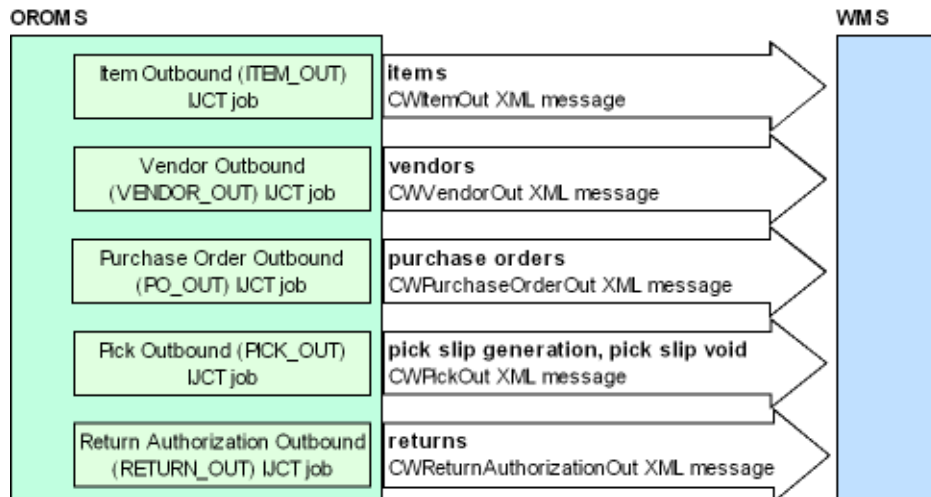 OROMS
WMS
Item Outbound (ITEM_OUT)
IJCT job
items
CWItemOut XML message
Vendor Outbound
(VENDOR_OUT) IJCT job
vendors
CWVendorOut XML message
Purchase Order Outbound
(PO_OUT) IJCT job
purchase orders
CWPurchaseOrderOut XML message
Pick Outbound (PICK_OUT)
IJCT job
pick slip generation, pick slip void
CWPickOut XML message
Return Authorization Outbound
(RETURN_OUT) IJCT job
returns
CWReturnAuthorizationOut XML message